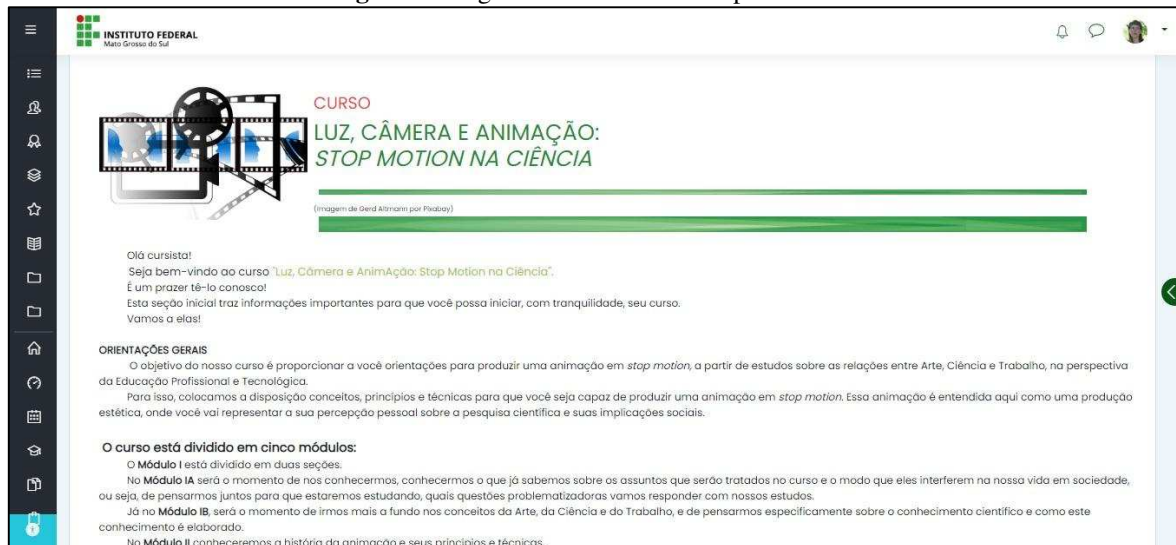 INSTITUTO FEDERAL
Mato Grosso do Sul
CURSO
LUZ, CÂMERA E ANIMAÇÃO:
STOP MOTION NA CIÊNCIA
(Imagem de Gerd Altmann por Pixabay)
Olá cursista!
Seja bem-vindo ao curso "Luz, Câmera e AnimAção: Stop Motion na Ciência".
É um prazer tê-lo conosco!
Esta seção inicial traz informações importantes para que você possa iniciar, com tranquilidade, seu curso.
Vamos a elas!
ORIENTAÇÕES GERAIS
O objetivo do nosso curso é proporcionar a você orientações para produzir uma animação em stop motion, a partir de estudos sobre as relações entre Arte, Ciência e Trabalho, na perspectiva
da Educação Profissional e Tecnológica.
Para isso, colocamos a disposição conceitos, princípios e técnicas para que você seja capaz de produzir uma animação em stop motion. Essa animação é entendida aqui como uma produção
estética, onde você vai representar a sua percepção pessoal sobre a pesquisa científica e suas implicações sociais.
O curso está dividido em cinco módulos:
O Módulo I está dividido em duas seções.
No Módulo IA será o momento de nos conhecermos, conhecermos o que já sabemos sobre os assuntos que serão tratados no curso e o modo que eles interferem na nossa vida em sociedade,
ou seja, de pensarmos juntos para que estaremos estudando, quais questões problematizadoras vamos responder com nossos estudos.
Já no Módulo IB, será o momento de irmos mais a fundo nos conceitos da Arte, da Ciência e do Trabalho, e de pensarmos especificamente sobre o conhecimento científico e como este
conhecimento é elaborado.
No Módulo II conheceremos a história da animação e seus princípios e técnicas.